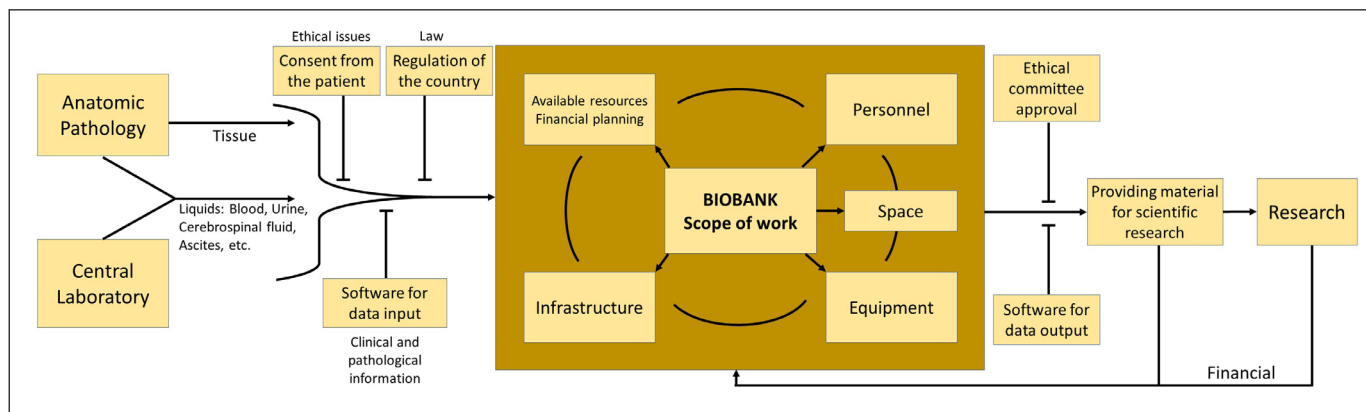 Anatomic
Pathology
Central
Laboratory
Tissue
Liquids: Blood, Urine,
Cerebrospinal fluid,
Ascites, etc.
Ethical issues
Consent from
the patient
Law
Regulation of
the country
Software for
data input
Clinical and
pathological
information
Available resources
Financial planning
Personnel
BIOBANK
Scope of work
Space
Infrastructure
Equipment
Ethical
committee
approval
Software for
data output
Providing material
for scientific
research
Research
Financial